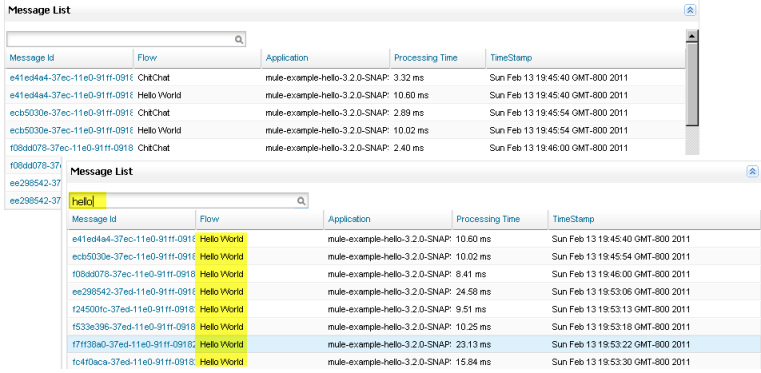 Message List
Message Id Flow Application Processing Time TimeStamp
e41ed4a4-37ec-11e0-91ff-0918 ChitChat mule-example-hello-3.2.0-SNAP: 3.32 ms Sun Feb 13 19:45:40 GMT-800 2011
e41ed4a4-37ec-11e0-91ff-0918 Hello World mule-example-hello-3.2.0-SNAP: 10.60 ms Sun Feb 13 19:45:40 GMT-800 2011
ecb5030e-37ec-11e0-91ff-0918 ChitChat mule-example-hello-3.2.0-SNAP: 2.89 ms Sun Feb 13 19:45:54 GMT-800 2011
ecb5030e-37ec-11e0-91ff-0918 Hello World mule-example-hello-3.2.0-SNAP: 10.02 ms Sun Feb 13 19:45:54 GMT-800 2011
f08dd078-37ec-11e0-91ff-0918 ChitChat mule-example-hello-3.2.0-SNAP: 2.40 ms Sun Feb 13 19:46:00 GMT-800 2011
f08dd078-37
ee298542-37
ee298542-37
Message List
hello
Message Id Flow Application Processing Time TimeStamp
e41ed4a4-37ec-11e0-91ff-0918 Hello World mule-example-hello-3.2.0-SNAP: 10.60 ms Sun Feb 13 19:45:40 GMT-800 2011
ecb5030e-37ec-11e0-91ff-0918 Hello World mule-example-hello-3.2.0-SNAP: 10.02 ms Sun Feb 13 19:45:54 GMT-800 2011
f08dd078-37ec-11e0-91ff-0918 Hello World mule-example-hello-3.2.0-SNAP: 8.41 ms Sun Feb 13 19:46:00 GMT-800 2011
ee298542-37ed-11e0-91ff-0918 Hello World mule-example-hello-3.2.0-SNAP: 24.58 ms Sun Feb 13 19:53:06 GMT-800 2011
f24500fc-37ed-11e0-91ff-0918: Hello World mule-example-hello-3.2.0-SNAP: 9.51 ms Sun Feb 13 19:53:13 GMT-800 2011
f533e396-37ed-11e0-91ff-0918 Hello World mule-example-hello-3.2.0-SNAP: 10.25 ms Sun Feb 13 19:53:18 GMT-800 2011
f7ff38a0-37ed-11e0-91ff-09182 Hello World mule-example-hello-3.2.0-SNAP: 23.13 ms Sun Feb 13 19:53:22 GMT-800 2011
fc4f0aca-37ed-11e0-91ff-0918: Hello World mule-example-hello-3.2.0-SNAP: 15.84 ms Sun Feb 13 19:53:30 GMT-800 2011